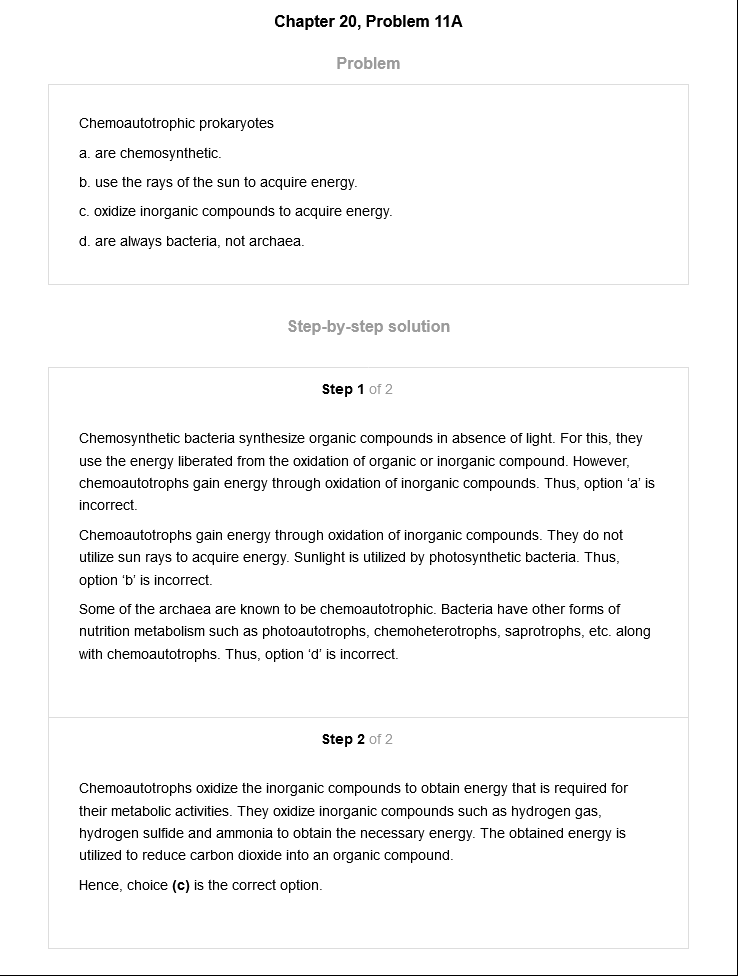 Chapter 20, Problem 11A
Problem
Chemoautotrophic prokaryotes
a. are chemosynthetic.
b. use the rays of the sun to acquire energy.
c. oxidize inorganic compounds to acquire energy.
d. are always bacteria, not archaea.
Step-by-step solution
Step 1 of 2
Chemosynthetic bacteria synthesize organic compounds in absence of light. For this, they
use the energy liberated from the oxidation of organic or inorganic compound. However,
chemoautotrophs gain energy through oxidation of inorganic compounds. Thus, option ‘a’ is
incorrect.
Chemoautotrophs gain energy through oxidation of inorganic compounds. They do not
utilize sun rays to acquire energy. Sunlight is utilized by photosynthetic bacteria. Thus,
option ‘b’ is incorrect.
Some of the archaea are known to be chemoautotrophic. Bacteria have other forms of
nutrition metabolism such as photoautotrophs, chemoheterotrophs, saprotrophs, etc. along
with chemoautotrophs. Thus, option ‘d’ is incorrect.
Step 2 of 2
Chemoautotrophs oxidize the inorganic compounds to obtain energy that is required for
their metabolic activities. They oxidize inorganic compounds such as hydrogen gas,
hydrogen sulfide and ammonia to obtain the necessary energy. The obtained energy is
utilized to reduce carbon dioxide into an organic compound.
Hence, choice (c) is the correct option.